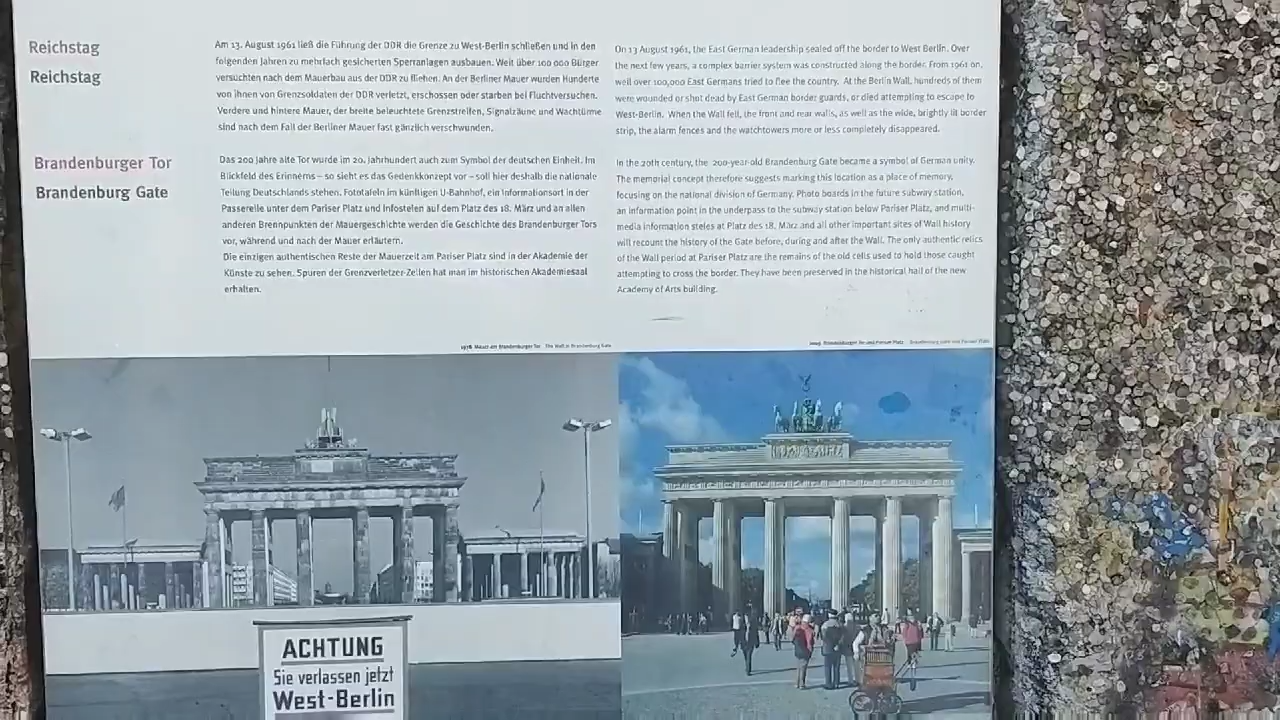 Reichstag
Reichstag
Am 13. August 1961 ließ die Führung der DDR die Grenze zu West-Berlin schließen und in den
folgenden Jahren zu mehrfach gesicherten Sperranlagen ausbauen. Weit über 100 000 Bürger
versuchten nach dem Mauerbau aus der DDR zu fliehen. An der Berliner Mauer wurden Hunderte
von ihnen von Grenzsoldaten der DDR verletzt, erschossen oder starben bei Fluchtversuchen.
Vordere und hintere Mauer, der breite beleuchtete Grenzstreifen, Signalzäune und Wachtürme
sind nach dem Fall der Berliner Mauer fast gänzlich verschwunden.
On 13 August 1961, the East German leadership sealed off the border to West Berlin. Over
the next few years, a complex barrier system was constructed along the border. From 1961 on,
well over 100,000 East Germans tried to flee the country. At the Berlin Wall, hundreds of them
were wounded or shot dead by East German border guards, or died attempting to escape to
West-Berlin. When the Wall fell, the front and rear walls, as well as the wide, brightly lit border
strip, the alarm fences and the watchtowers more or less completely disappeared.
Brandenburger Tor
Brandenburg Gate
Das 200 Jahre alte Tor wurde im 20. Jahrhundert auch zum Symbol der deutschen Einheit. Im
Blickfeld des Erinnerns – so sieht es das Gedenkkonzept vor – soll hier deshalb die nationale
Teilung Deutschlands stehen. Fototafeln im künftigen U-Bahnhof, ein Informationsort in der
Passerelle unter dem Pariser Platz und Infostelen auf dem Platz des 18. März und an allen
anderen Brennpunkten der Mauergeschichte werden die Geschichte des Brandenburger Tors
vor, während und nach der Mauer erläutern.
Die einzigen authentischen Reste der Mauerzeit am Pariser Platz sind in der Akademie der
Künste zu sehen. Spuren der Grenzverletzer-Zellen hat man im historischen Akademiesaal
erhalten.
In the 20th century, the 200-year-old Brandenburg Gate became a symbol of German unity.
The memorial concept therefore suggests marking this location as a place of memory,
focusing on the national division of Germany. Photo boards in the future subway station,
an information point in the underpass to the subway station below Pariser Platz, and multi-
media information steles at Platz des 18. März and all other important sites of Wall history
will recount the history of the Gate before, during and after the Wall. The only authentic relics
of the Wall period at Pariser Platz are the remains of the old cells used to hold those caught
attempting to cross the border. They have been preserved in the historical hall of the new
Academy of Arts building.
Mauer am Brandenburger Tor The Wall at Brandenburg Gate
Brandenburger Tor und Pariser Platz Brandenburg Gate and Pariser Platz
ACHTUNG
Sie verlassen jetzt
West-Berlin